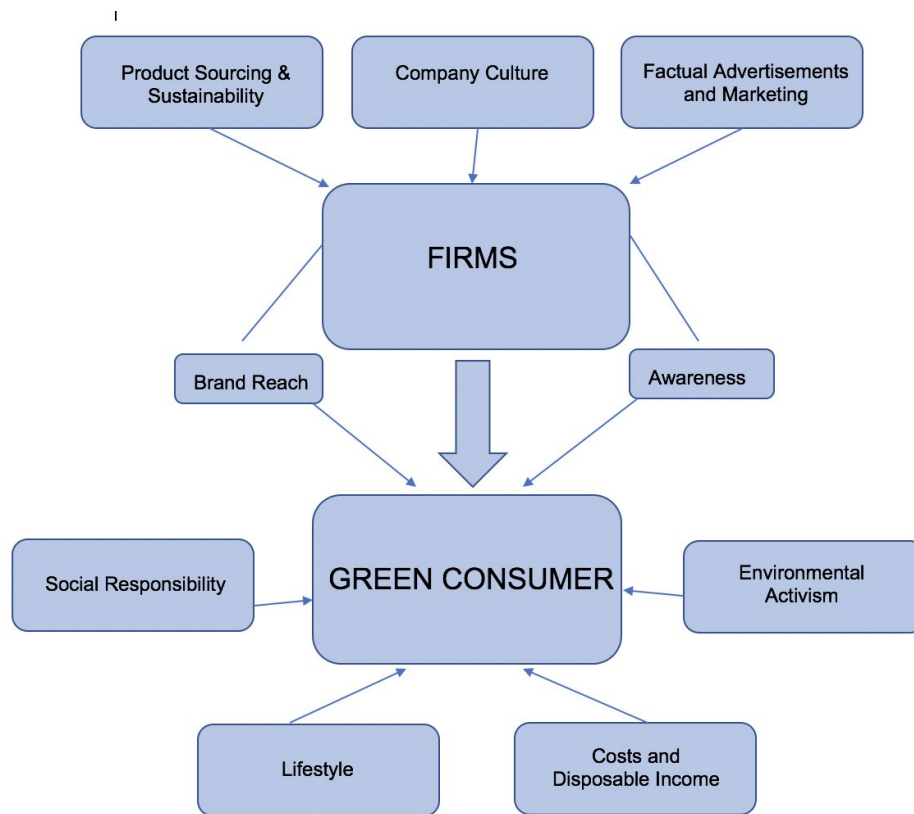 Product Sourcing &
Sustainability
Company Culture
Factual Advertisements
and Marketing
FIRMS
Brand Reach
Awareness
GREEN CONSUMER
Social Responsibility
Environmental
Activism
Lifestyle
Costs and
Disposable Income